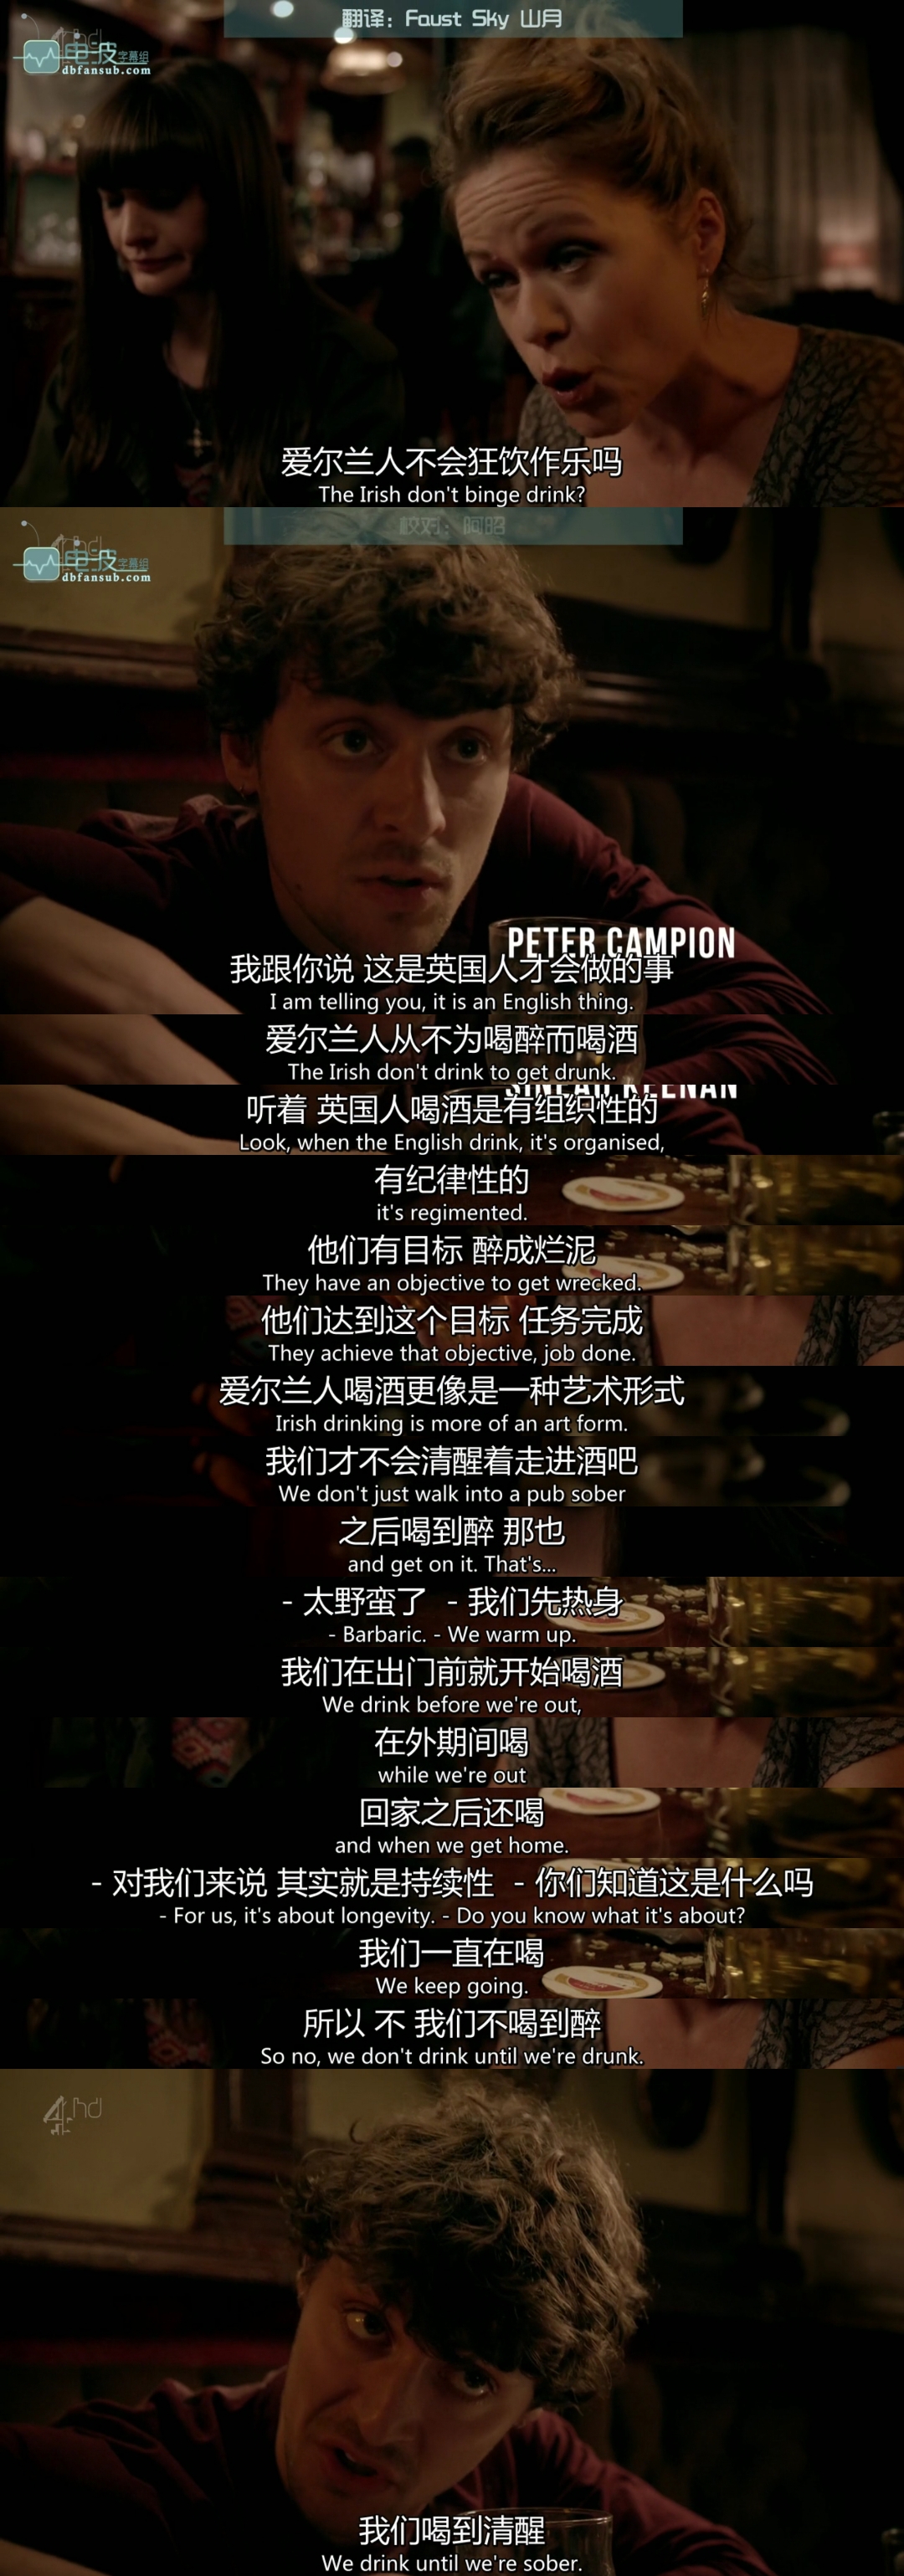 翻译：Faust Sky 山月
4hd
电波字幕组
dbfansub.com
爱尔兰人不会狂饮作乐吗
The Irish don't binge drink?
校对：阿昭
4hd
电波字幕组
dbfansub.com
PETER CAMPION
我跟你说 这是英国人才会做的事
I am telling you, it is an English thing.
爱尔兰人从不为喝醉而喝酒
The Irish don't drink to get drunk.
KEENAN
听着 英国人喝酒是有组织性的
Look, when the English drink, it's organised,
有纪律性的
it's regimented.
他们有目标 醉成烂泥
They have an objective to get wrecked.
他们达到这个目标 任务完成
They achieve that objective, job done.
爱尔兰人喝酒更像是一种艺术形式
Irish drinking is more of an art form.
我们才不会清醒着走进酒吧
We don't just walk into a pub sober
之后喝到醉 那也
and get on it. That's...
- 太野蛮了 - 我们先热身
- Barbaric. - We warm up.
我们在出门前就开始喝酒
We drink before we're out,
在外期间喝
while we're out
回家之后还喝
and when we get home.
- 对我们来说 其实就是持续性 - 你们知道这是什么吗
- For us, it's about longevity. - Do you know what it's about?
我们一直在喝
We keep going.
所以 不 我们不喝到醉
So no, we don't drink until we're drunk.
4hd
我们喝到清醒
We drink until we're sober.